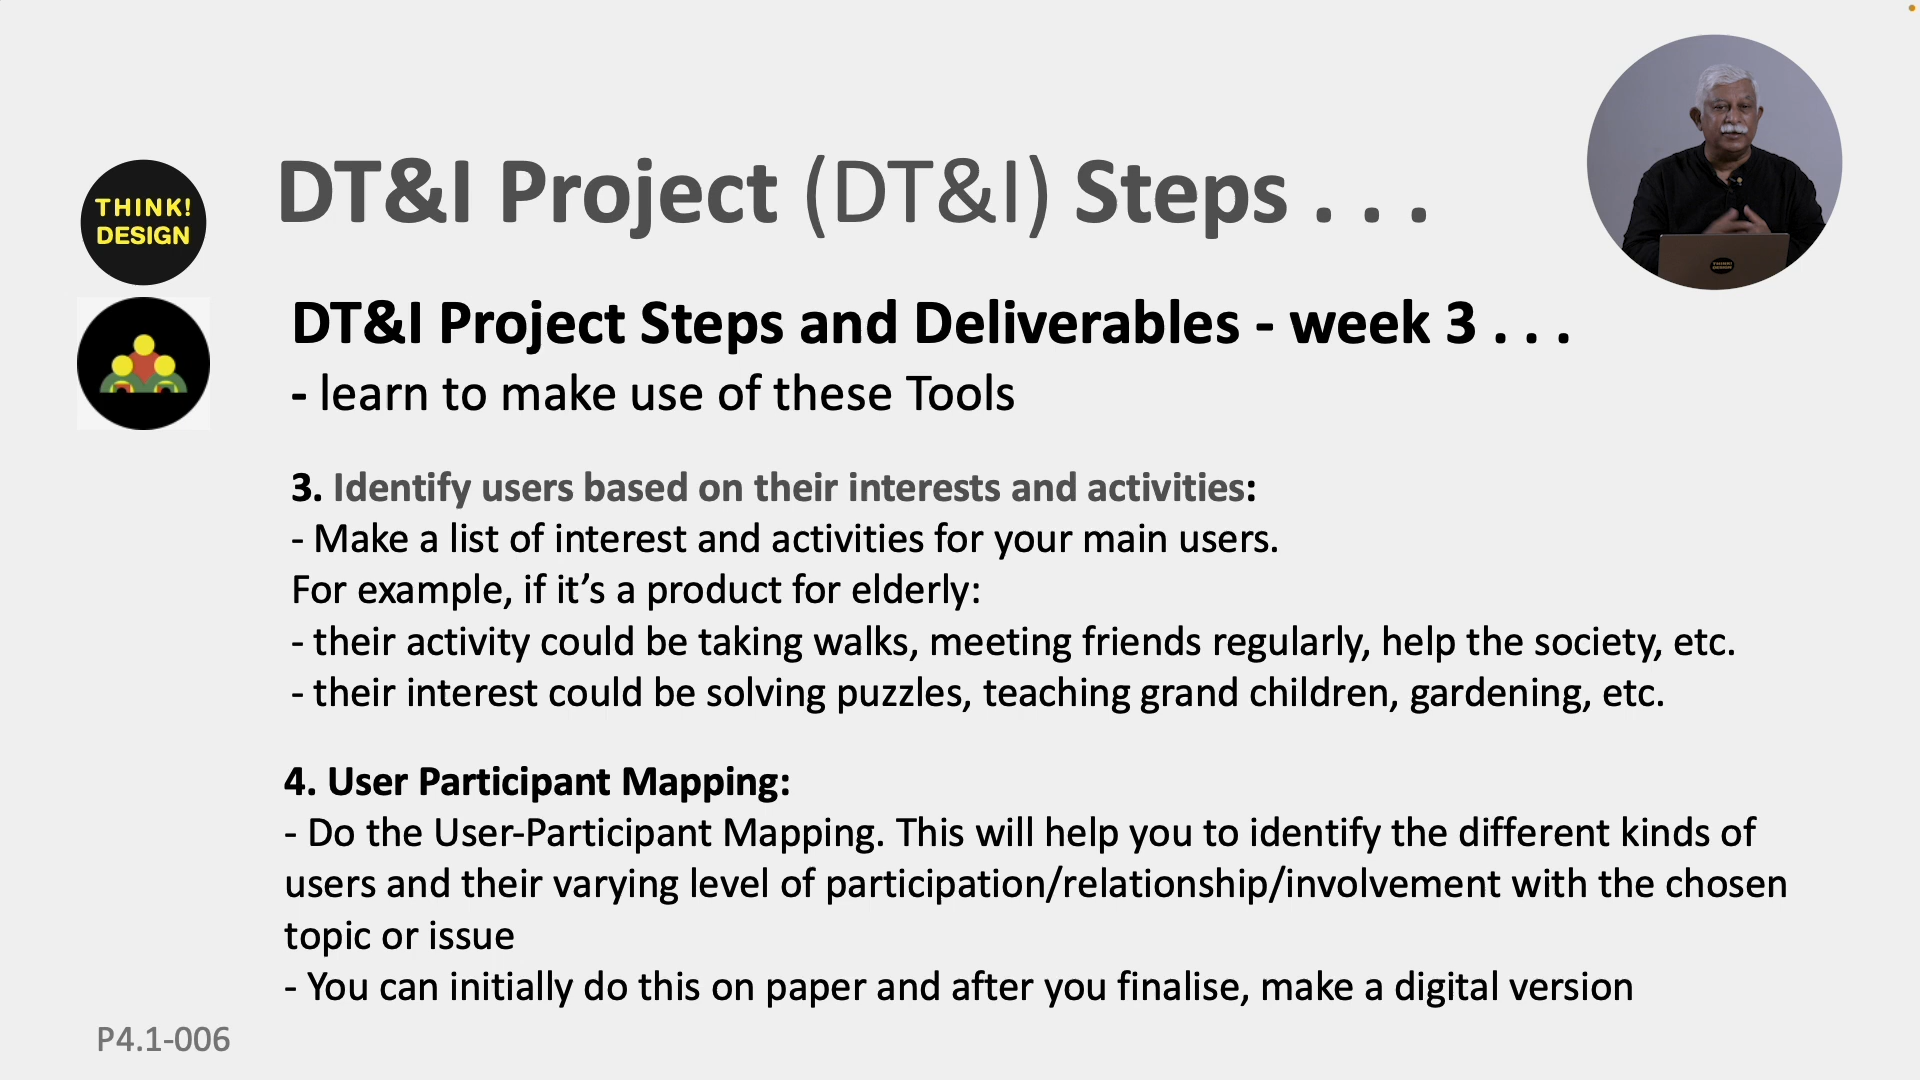 THINK!
DESIGN
DT&I Project (DT&I) Steps . . .
DT&I Project Steps and Deliverables - week 3 . . .
- learn to make use of these Tools
3. Identify users based on their interests and activities:
- Make a list of interest and activities for your main users.
For example, if it’s a product for elderly:
- their activity could be taking walks, meeting friends regularly, help the society, etc.
- their interest could be solving puzzles, teaching grand children, gardening, etc.
4. User Participant Mapping:
- Do the User-Participant Mapping. This will help you to identify the different kinds of
users and their varying level of participation/relationship/involvement with the chosen
topic or issue
- You can initially do this on paper and after you finalise, make a digital version
P4.1-006
THINK!
DESIGN